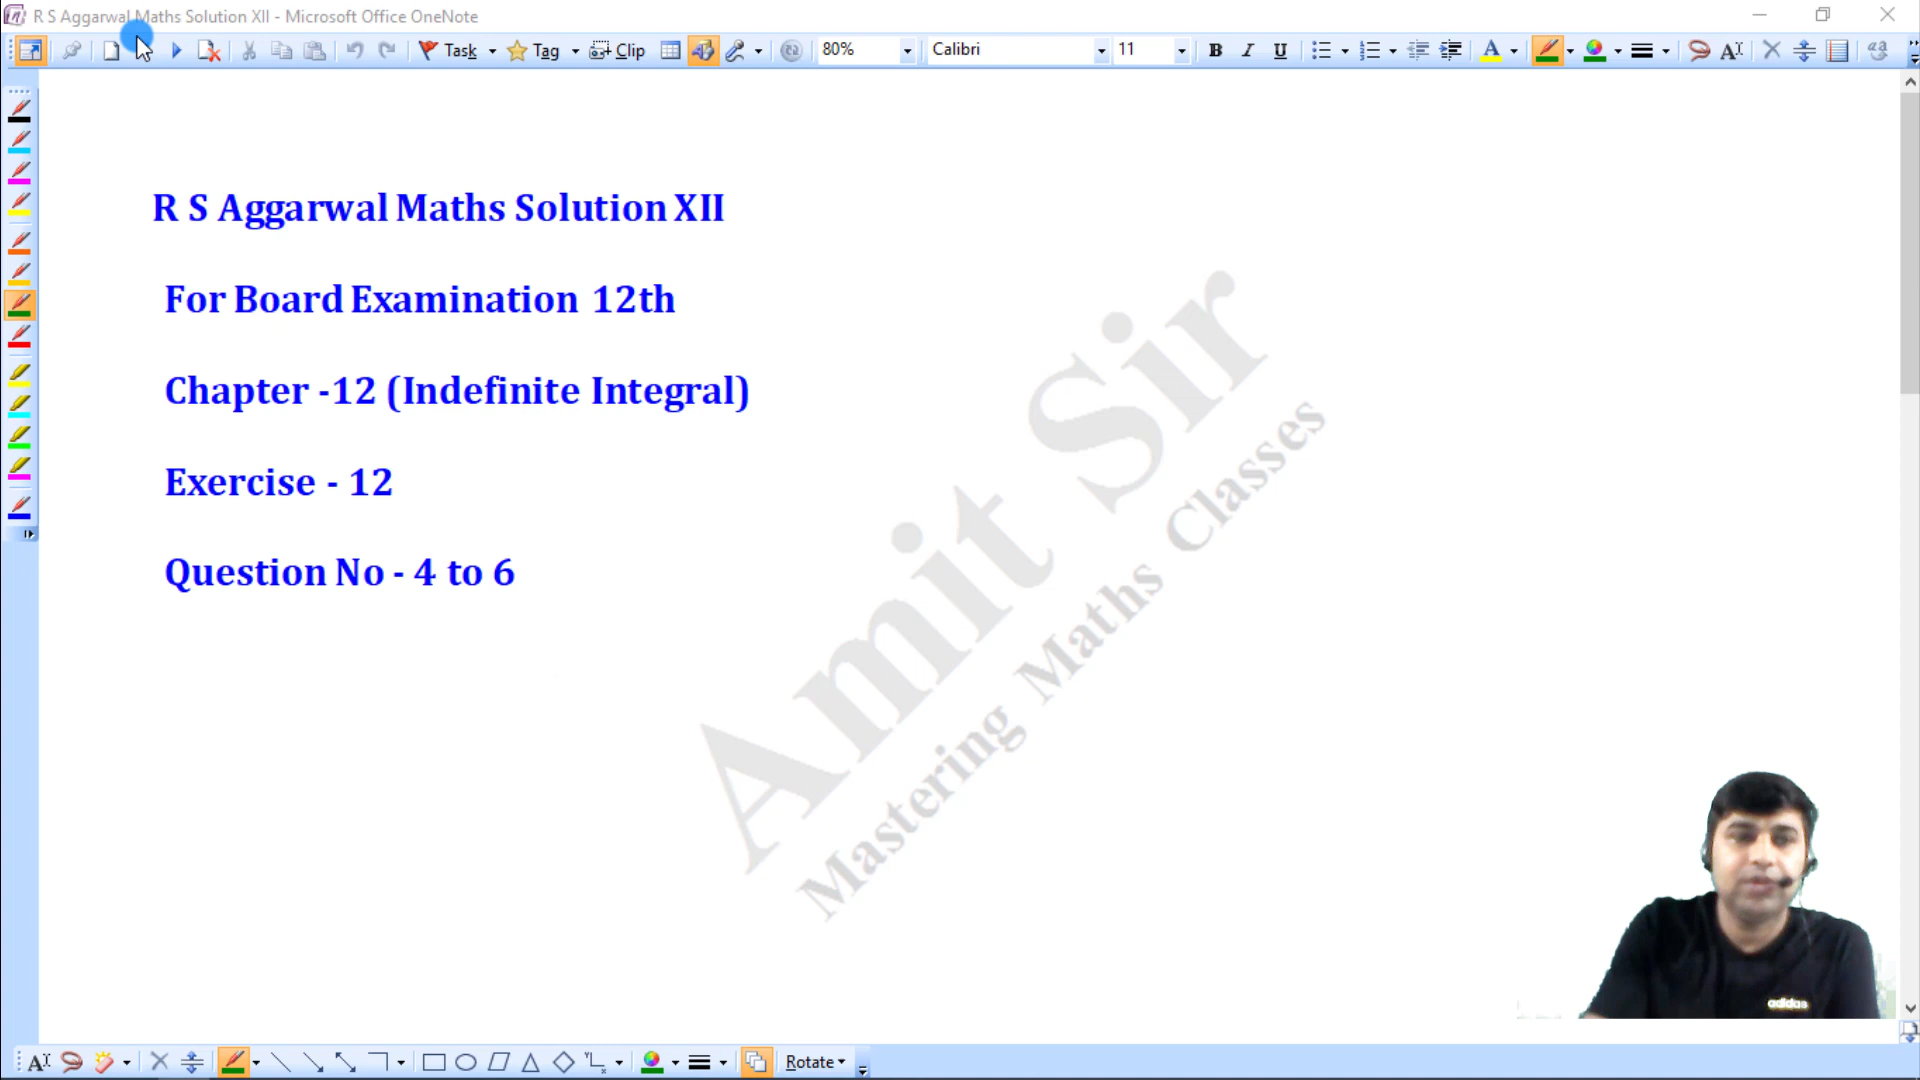 R S Aggarwal Maths Solution XII - Microsoft Office OneNote
Task Tag Clip 80% Calibri 11 B I U
R S Aggarwal Maths Solution XII
For Board Examination 12th
Chapter -12 (Indefinite Integral)
Exercise - 12
Question No - 4 to 6
Amit Sir
Mastering Maths Classes
adidas
Rotate